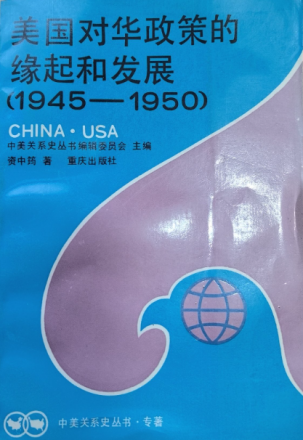 美国对华政策的
缘起和发展
(1945—1950)
CHINA·USA
中美关系史丛书编辑委员会 主编
资中筠 著 重庆出版社
中美关系史丛书·专著